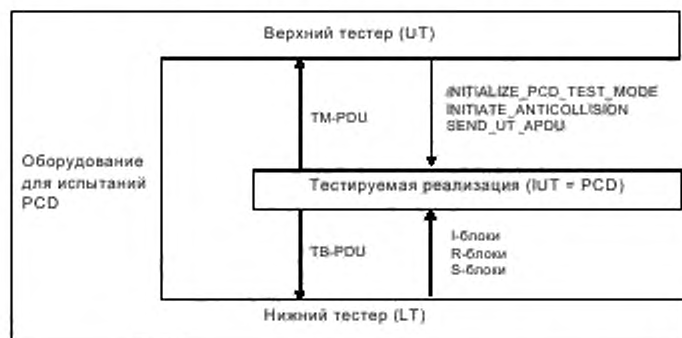 Верхний тестер (UT)
INITIALIZE_PCD_TEST_MODE
INITIATE_ANTICOLLISION
SEND_UT_APDU
TM-PDU
Оборудование
для испытаний
PCD
Тестируемая реализация (IUT = PCD)
TB-PDU
I-блоки
R-блоки
S-блоки
Нижний тестер (LT)